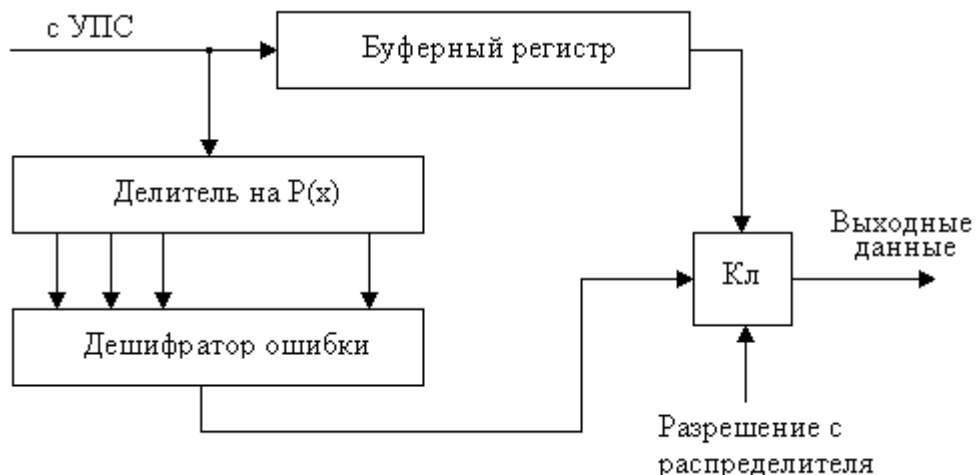 с УПС
Буферный регистр
Делитель на P(x)
Выходные
данные
Кл
Дешифратор ошибки
Разрешение с
распределителя